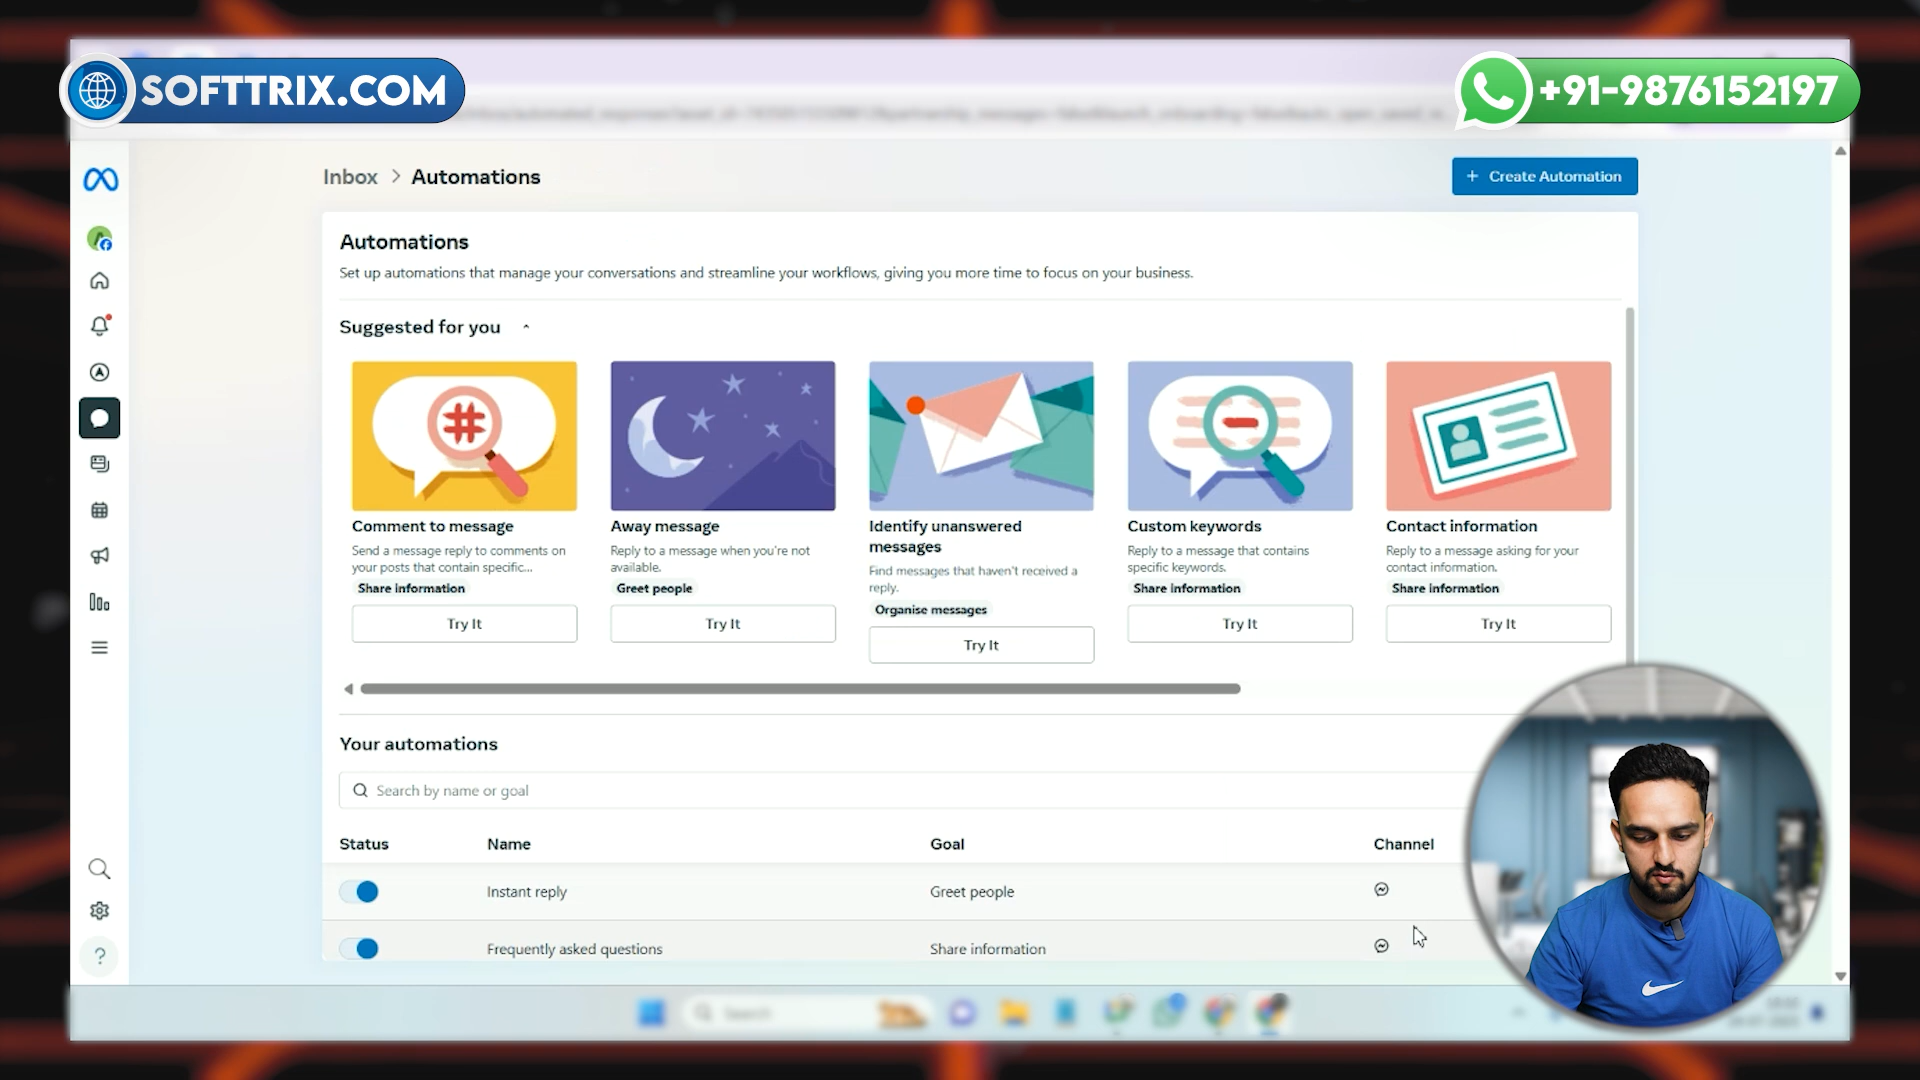 SOFTTRIX.COM
+91-9876152197
Inbox > Automations
+ Create Automation
Automations
Set up automations that manage your conversations and streamline your workflows, giving you more time to focus on your business.
Suggested for you
Comment to message
Send a message reply to comments on
your posts that contain specific...
Share information
Try It
Away message
Reply to a message when you're not
available.
Greet people
Try It
Identify unanswered
messages
Find messages that haven't received a
reply.
Organise messages
Try It
Custom keywords
Reply to a message that contains
specific keywords.
Share information
Try It
Contact information
Reply to a message asking for your
contact information.
Share information
Try It
Your automations
Search by name or goal
Status Name Goal Channel
Instant reply Greet people
Frequently asked questions Share information
Search